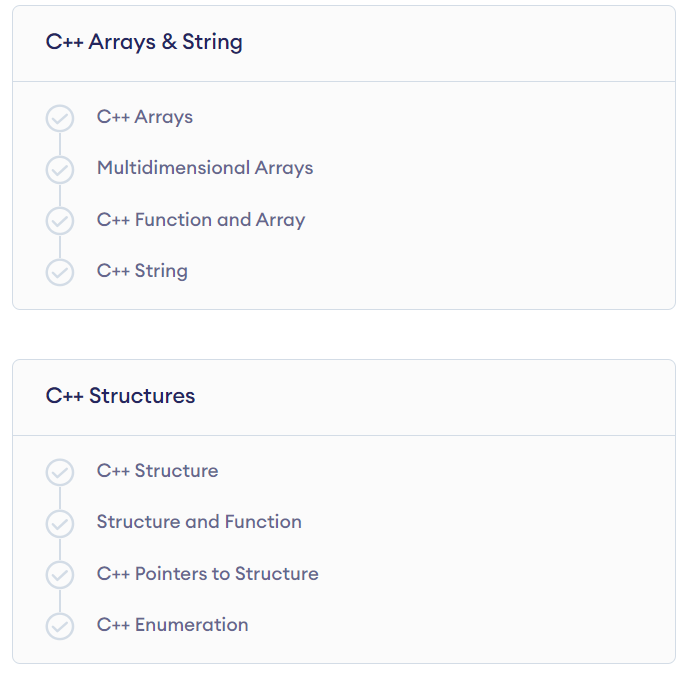 C++ Arrays & String
C++ Arrays
Multidimensional Arrays
C++ Function and Array
C++ String
C++ Structures
C++ Structure
Structure and Function
C++ Pointers to Structure
C++ Enumeration